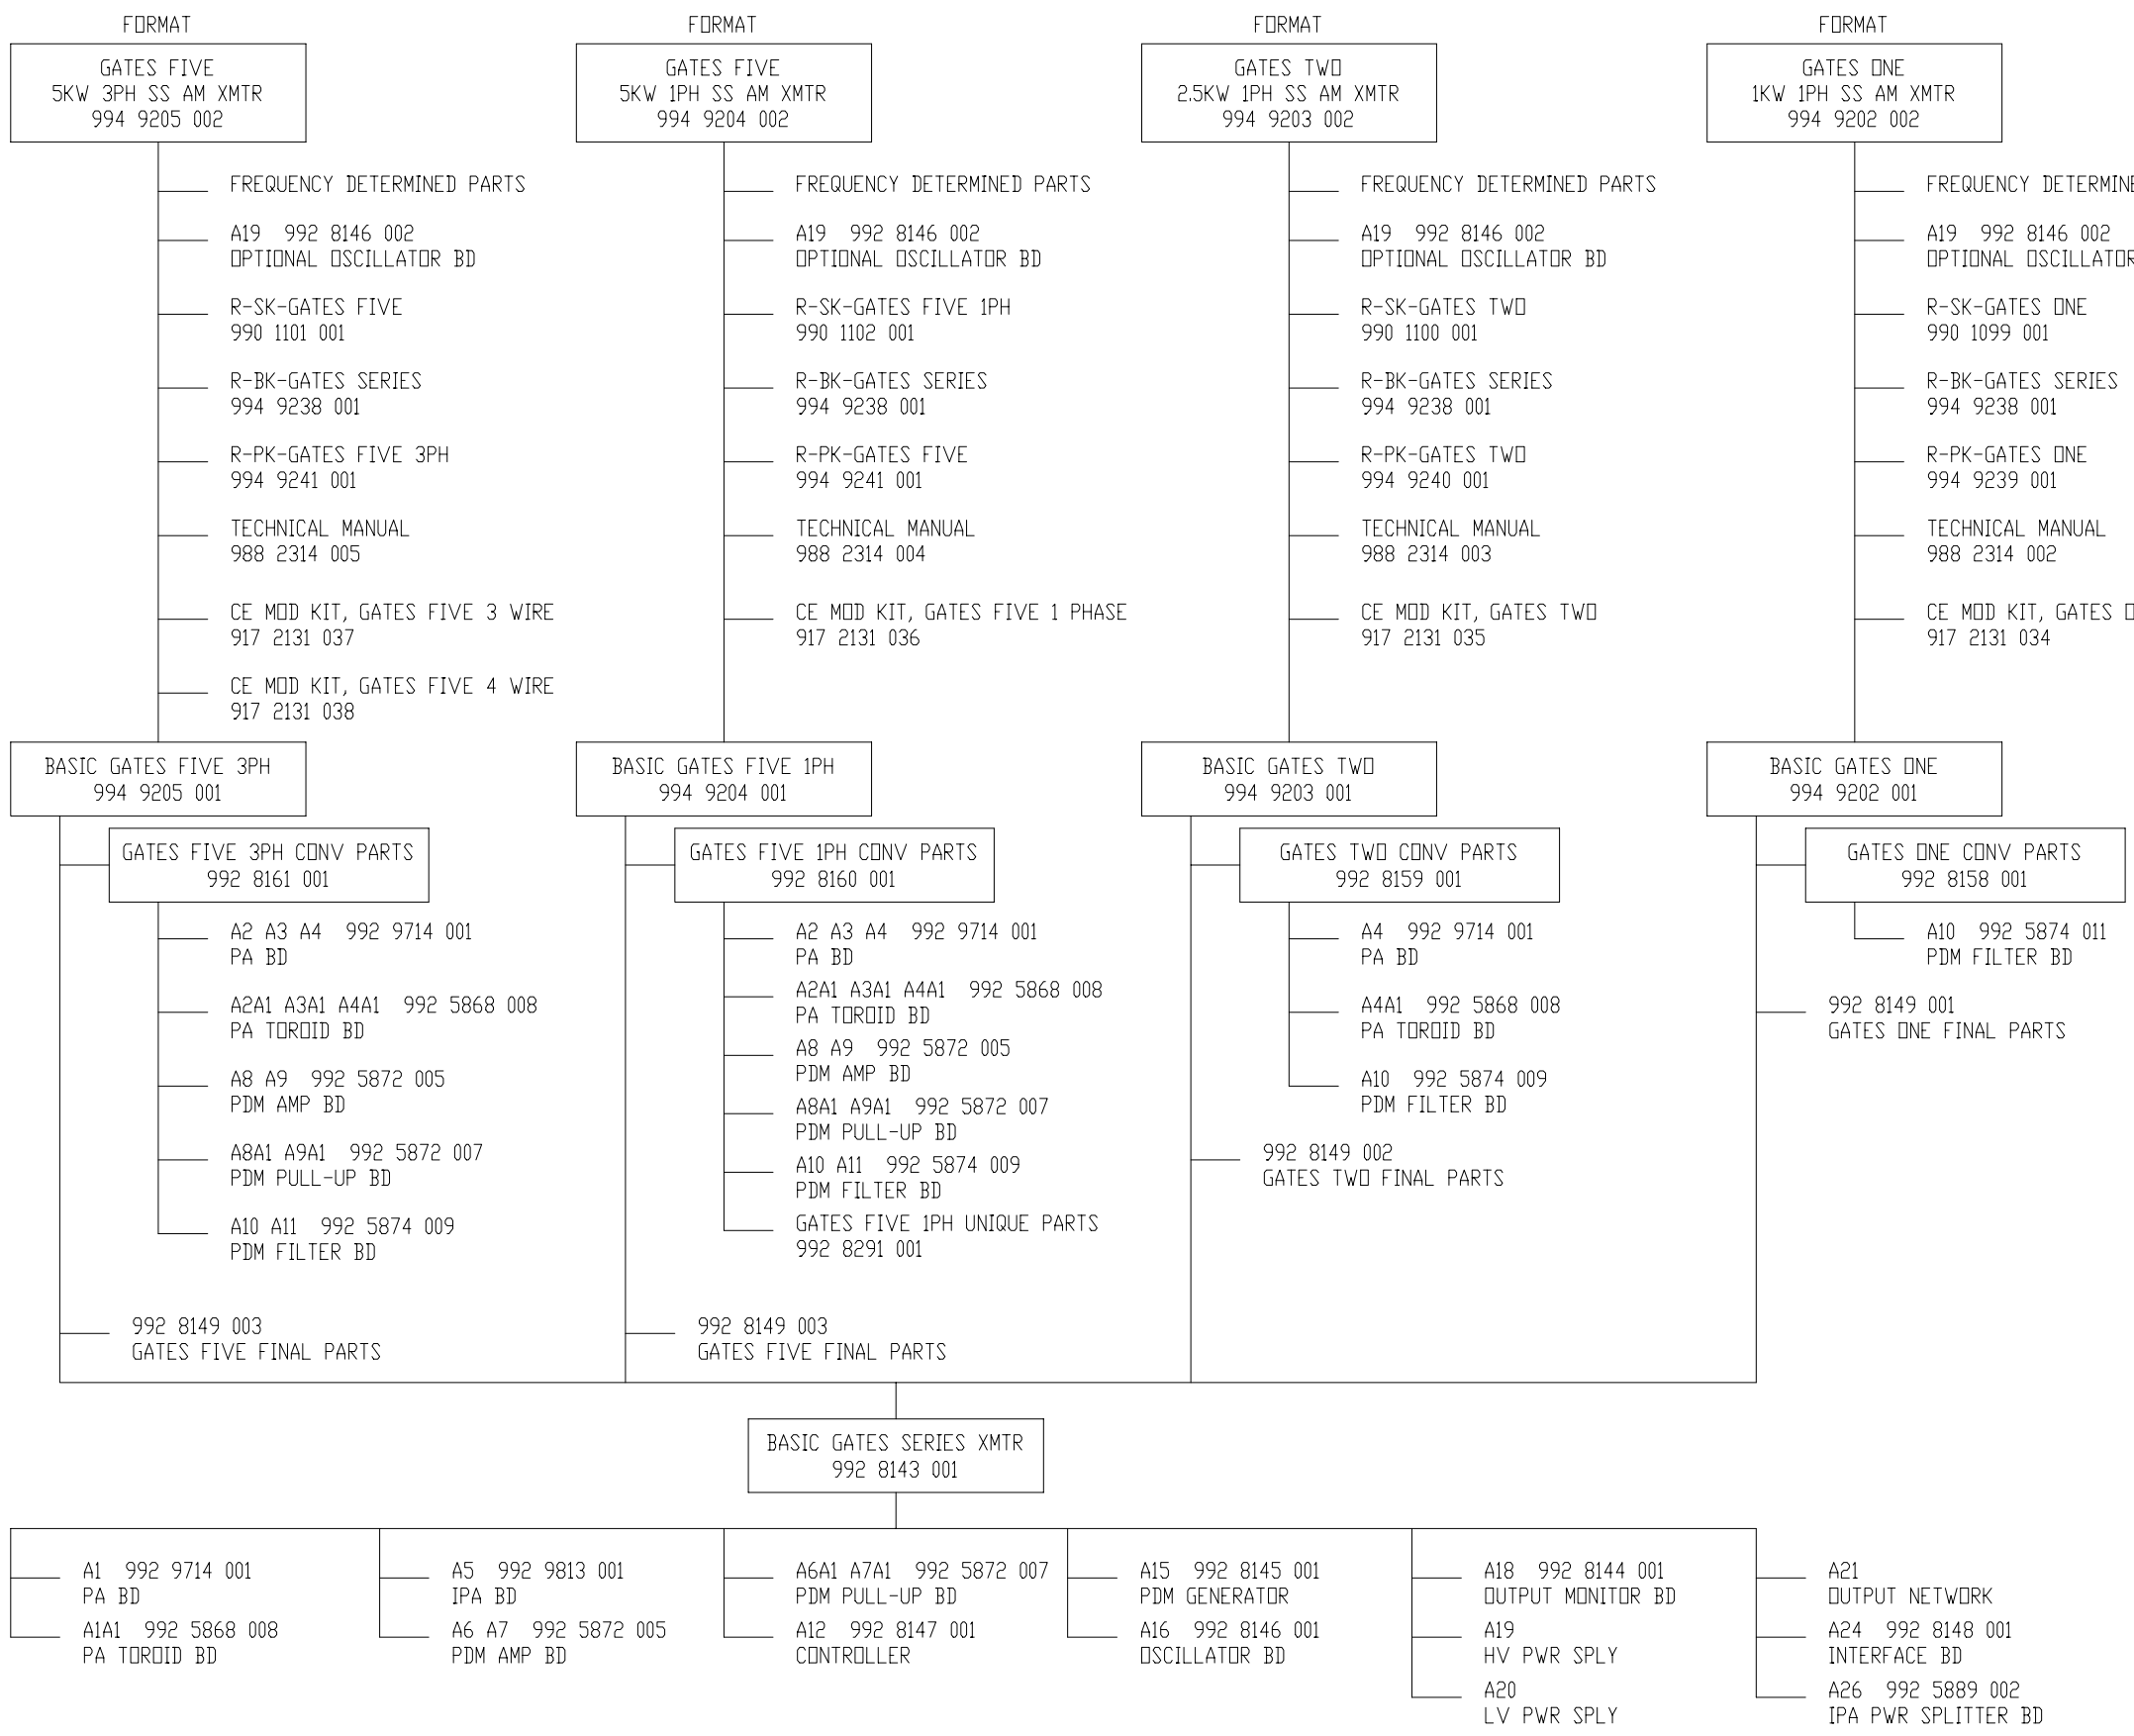 FORMAT
GATES FIVE
5KW 3PH SS AM XMTR
994 9205 002
FREQUENCY DETERMINED PARTS
A19 992 8146 002
OPTIONAL OSCILLATOR BD
R-SK-GATES FIVE
990 1101 001
R-BK-GATES SERIES
994 9238 001
R-PK-GATES FIVE 3PH
994 9241 001
TECHNICAL MANUAL
988 2314 005
CE MOD KIT, GATES FIVE 3 WIRE
917 2131 037
CE MOD KIT, GATES FIVE 4 WIRE
917 2131 038
BASIC GATES FIVE 3PH
994 9205 001
GATES FIVE 3PH CONV PARTS
992 8161 001
A2 A3 A4 992 9714 001
PA BD
A2A1 A3A1 A4A1 992 5868 008
PA TOROID BD
A8 A9 992 5872 005
PDM AMP BD
A8A1 A9A1 992 5872 007
PDM PULL-UP BD
A10 A11 992 5874 009
PDM FILTER BD
992 8149 003
GATES FIVE FINAL PARTS
FORMAT
GATES FIVE
5KW 1PH SS AM XMTR
994 9204 002
FREQUENCY DETERMINED PARTS
A19 992 8146 002
OPTIONAL OSCILLATOR BD
R-SK-GATES FIVE 1PH
990 1102 001
R-BK-GATES SERIES
994 9238 001
R-PK-GATES FIVE
994 9241 001
TECHNICAL MANUAL
988 2314 004
CE MOD KIT, GATES FIVE 1 PHASE
917 2131 036
BASIC GATES FIVE 1PH
994 9204 001
GATES FIVE 1PH CONV PARTS
992 8160 001
A2 A3 A4 992 9714 001
PA BD
A2A1 A3A1 A4A1 992 5868 008
PA TOROID BD
A8 A9 992 5872 005
PDM AMP BD
A8A1 A9A1 992 5872 007
PDM PULL-UP BD
A10 A11 992 5874 009
PDM FILTER BD
GATES FIVE 1PH UNIQUE PARTS
992 8291 001
992 8149 003
GATES FIVE FINAL PARTS
FORMAT
GATES TWO
2.5KW 1PH SS AM XMTR
994 9203 002
FREQUENCY DETERMINED PARTS
A19 992 8146 002
OPTIONAL OSCILLATOR BD
R-SK-GATES TWO
990 1100 001
R-BK-GATES SERIES
994 9238 001
R-PK-GATES TWO
994 9240 001
TECHNICAL MANUAL
988 2314 003
CE MOD KIT, GATES TWO
917 2131 035
BASIC GATES TWO
994 9203 001
GATES TWO CONV PARTS
992 8159 001
A4 992 9714 001
PA BD
A4A1 992 5868 008
PA TOROID BD
A10 992 5874 009
PDM FILTER BD
992 8149 002
GATES TWO FINAL PARTS
FORMAT
GATES ONE
1KW 1PH SS AM XMTR
994 9202 002
FREQUENCY DETERMINE
A19 992 8146 002
OPTIONAL OSCILLATOR
R-SK-GATES ONE
990 1099 001
R-BK-GATES SERIES
994 9238 001
R-PK-GATES ONE
994 9239 001
TECHNICAL MANUAL
988 2314 002
CE MOD KIT, GATES O
917 2131 034
BASIC GATES ONE
994 9202 001
GATES ONE CONV PARTS
992 8158 001
A10 992 5874 011
PDM FILTER BD
992 8149 001
GATES ONE FINAL PARTS
BASIC GATES SERIES XMTR
992 8143 001
A1 992 9714 001
PA BD
A1A1 992 5868 008
PA TOROID BD
A5 992 9813 001
IPA BD
A6 A7 992 5872 005
PDM AMP BD
A6A1 A7A1 992 5872 007
PDM PULL-UP BD
A12 992 8147 001
CONTROLLER
A15 992 8145 001
PDM GENERATOR
A16 992 8146 001
OSCILLATOR BD
A18 992 8144 001
OUTPUT MONITOR BD
A19
HV PWR SPLY
A20
LV PWR SPLY
A21
OUTPUT NETWORK
A24 992 8148 001
INTERFACE BD
A26 992 5889 002
IPA PWR SPLITTER BD